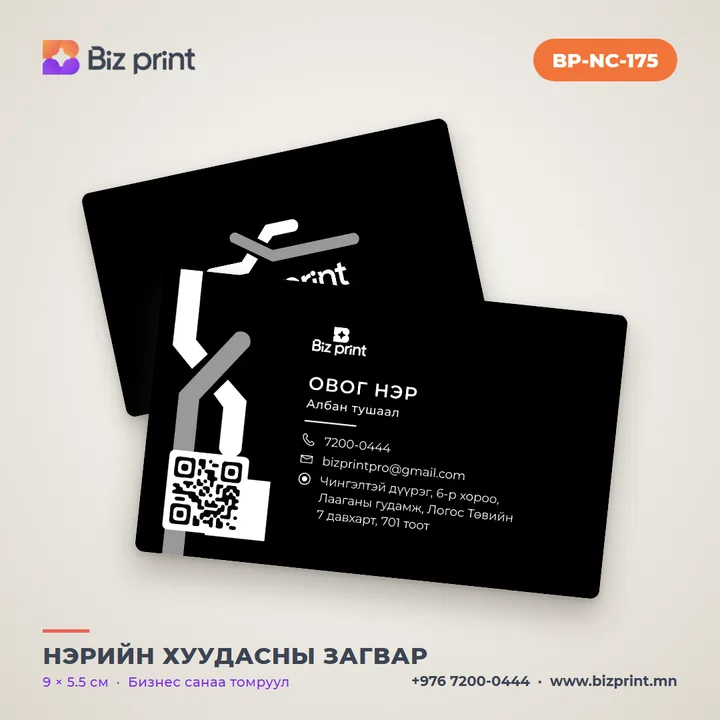 Biz print
BP-NC-175
print
Biz print
ОВОГ НЭР
Албан тушаал
7200-0444
bizprintpro@gmail.com
Чингэлтэй дүүрэг, 6-р хороо,
Лааганы гудамж, Логос Төвийн
7 давхарт, 701 тоот
НЭРИЙН ХУУДАСНЫ ЗАГВАР
9 × 5.5 см · Бизнес санаа томруул
+976 7200-0444 · www.bizprint.mn